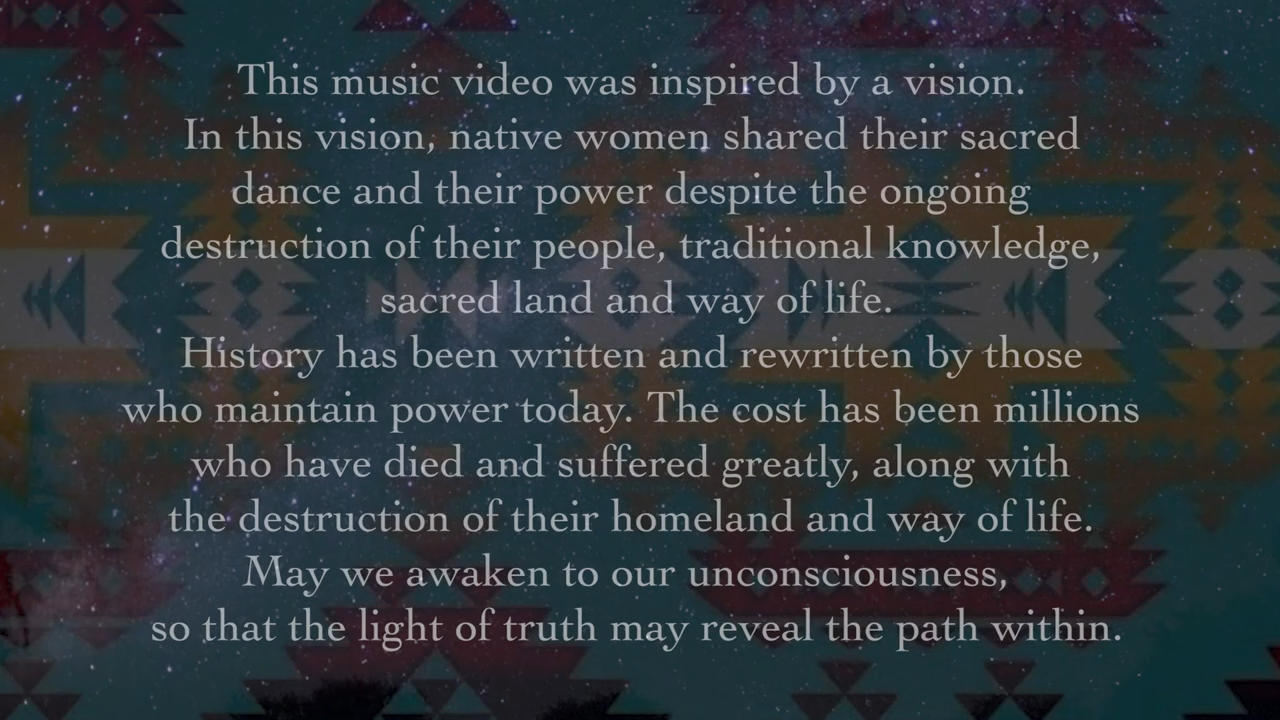 This music video was inspired by a vision.
In this vision, native women shared their sacred
dance and their power despite the ongoing
destruction of their people, traditional knowledge,
sacred land and way of life.
History has been written and rewritten by those
who maintain power today. The cost has been millions
who have died and suffered greatly, along with
the destruction of their homeland and way of life.
May we awaken to our unconsciousness,
so that the light of truth may reveal the path within.